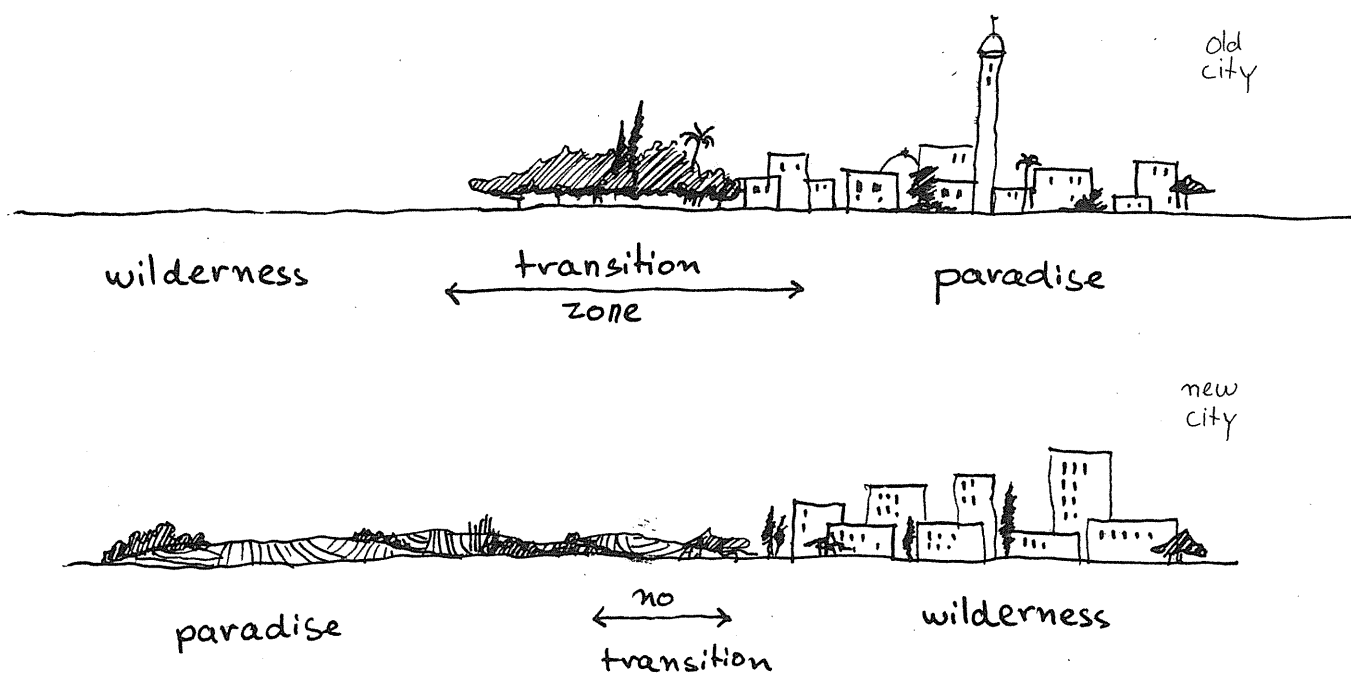 old
city
wilderness
transition
zone
paradise
new
city
paradise
no
transition
wilderness